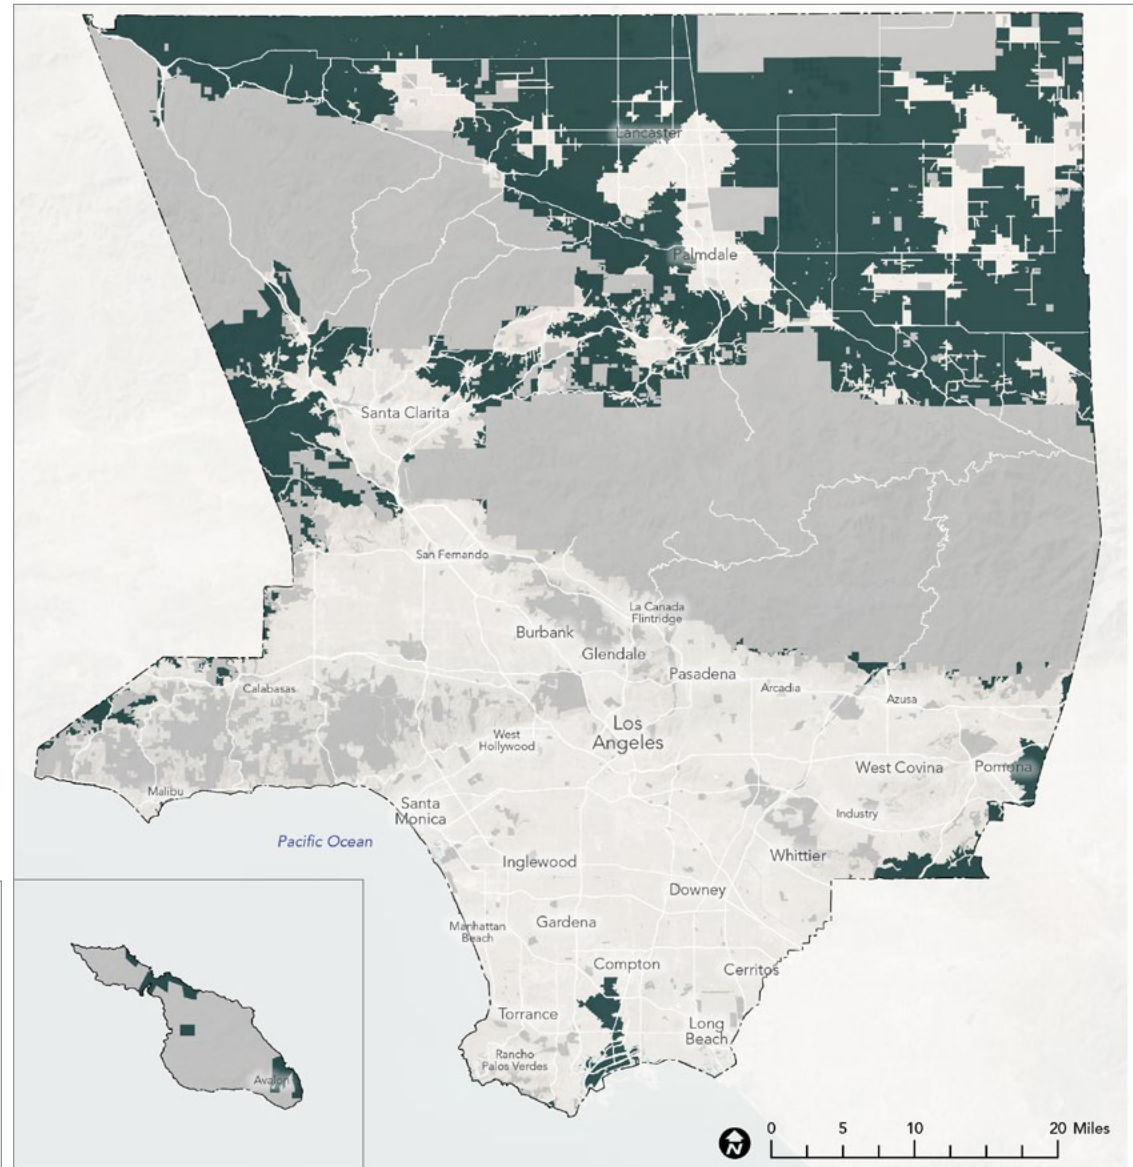 Lancaster
Palmdale
Santa Clarita
San Fernando
La Canada
Flintridge
Burbank
Glendale
Pasadena
Arcadia
Azusa
Calabasas
Los
Angeles
West
Hollywood
West Covina
Pomona
Malibu
Santa
Monica
Industry
Pacific Ocean
Inglewood
Whittier
Downey
Manhattan
Beach
Gardena
Compton
Cerritos
Torrance
Long
Beach
Rancho
Palos Verdes
Avalon
N
0 5 10 20 Miles